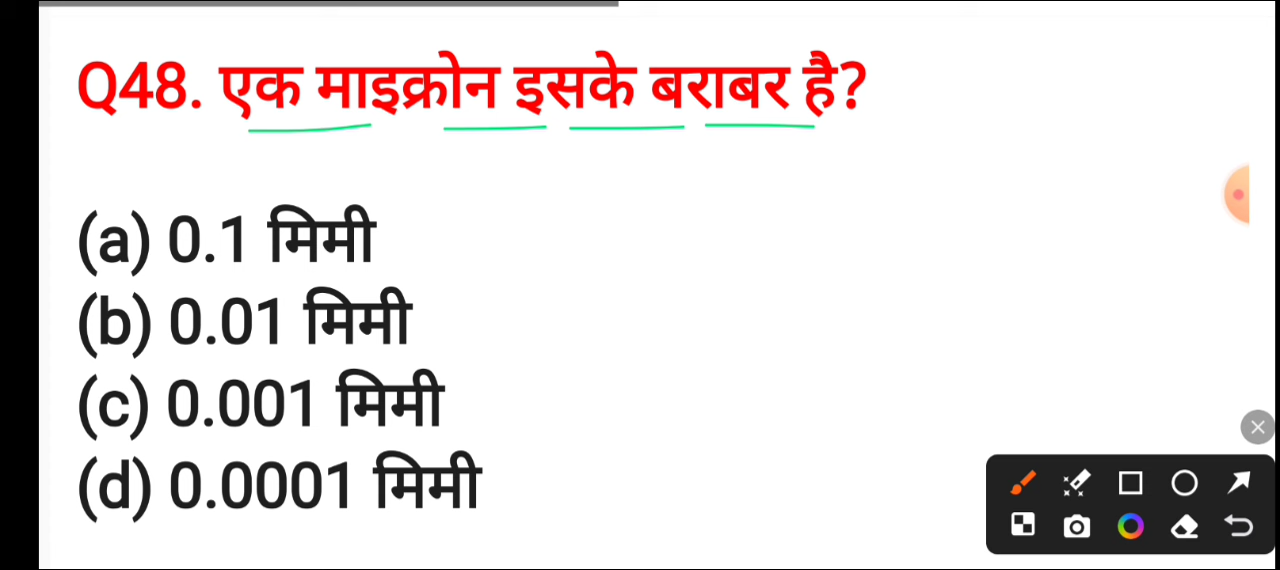 Q48. एक माइक्रोन इसके बराबर है?
(a) 0.1 मिमी
(b) 0.01 मिमी
(c) 0.001 मिमी
(d) 0.0001 मिमी